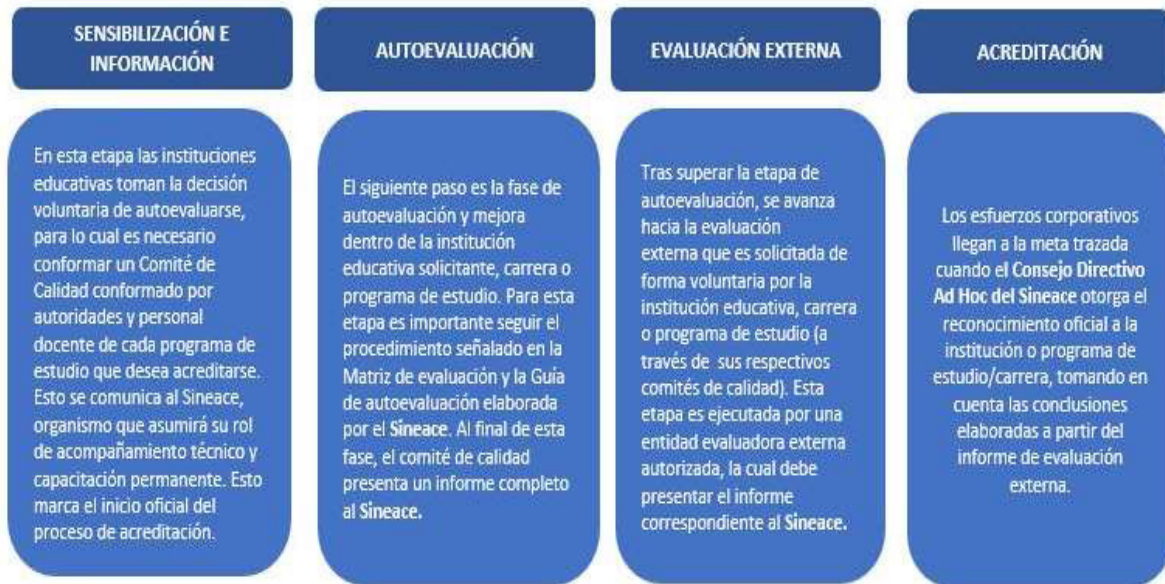 SENSIBILIZACIÓN E
INFORMACIÓN
En esta etapa las instituciones
educativas toman la decisión
voluntaria de autoevaluarse,
para lo cual es necesario
conformar un Comité de
Calidad conformado por
autoridades y personal
docente de cada programa de
estudio que desea acreditarse.
Esto se comunica al Sineace,
organismo que asumirá su rol
de acompañamiento técnico y
capacitación permanente. Esto
marca el inicio oficial del
proceso de acreditación.
AUTOEVALUACIÓN
El siguiente paso es la fase de
autoevaluación y mejora
dentro de la institución
educativa solicitante, carrera o
programa de estudio. Para esta
etapa es importante seguir el
procedimiento señalado en la
Matriz de evaluación y la Guía
de autoevaluación elaborada
por el Sineace. Al final de esta
fase, el comité de calidad
presenta un informe completo
al Sineace.
EVALUACIÓN EXTERNA
Tras superar la etapa de
autoevaluación, se avanza
hacia la evaluación
externa que es solicitada de
forma voluntaria por la
institución educativa, carrera
o programa de estudio (a
través de sus respectivos
comités de calidad). Esta
etapa es ejecutada por una
entidad evaluadora externa
autorizada, la cual debe
presentar el informe
correspondiente al Sineace.
ACREDITACIÓN
Los esfuerzos corporativos
llegan a la meta trazada
cuando el Consejo Directivo
Ad Hoc del Sineace otorga el
reconocimiento oficial a la
institución o programa de
estudio/carrera, tomando en
cuenta las conclusiones
elaboradas a partir del
informe de evaluación
externa.